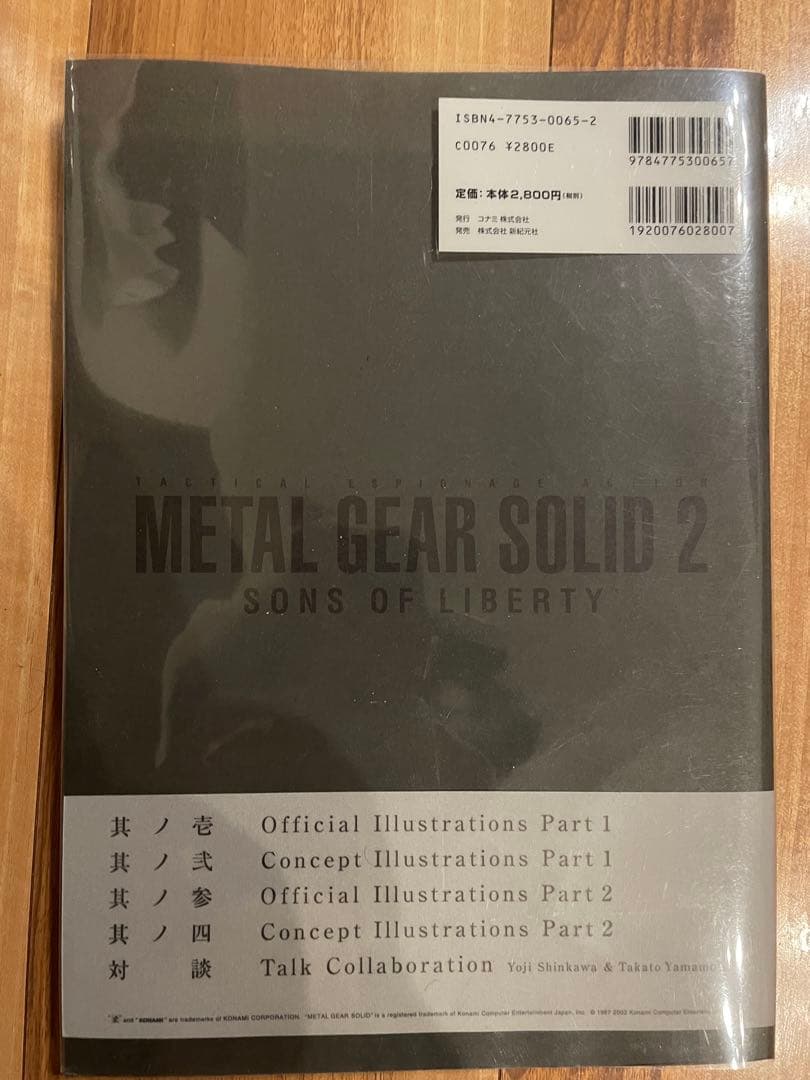 ISBN4-7753-0065-2
C0076 ¥2800E
9784775300657
定価：本体2,800円（税別）
発行 コナミ 株式会社
発売 株式会社 新紀元社
1920076028007
TACTICAL ESPIONAGE ACTION
METAL GEAR SOLID 2
SONS OF LIBERTY
其ノ壱 Official Illustrations Part 1
其ノ弐 Concept Illustrations Part 1
其ノ参 Official Illustrations Part 2
其ノ四 Concept Illustrations Part 2
対談 Talk Collaboration Yoji Shinkawa & Takato Yamamo
and "KONAMI" are trademarks of KONAMI CORPORATION. "METAL GEAR SOLID" is a registered trademark of Konami Computer Entertainment Japan, Inc. © 1987 2002 Konami Computer